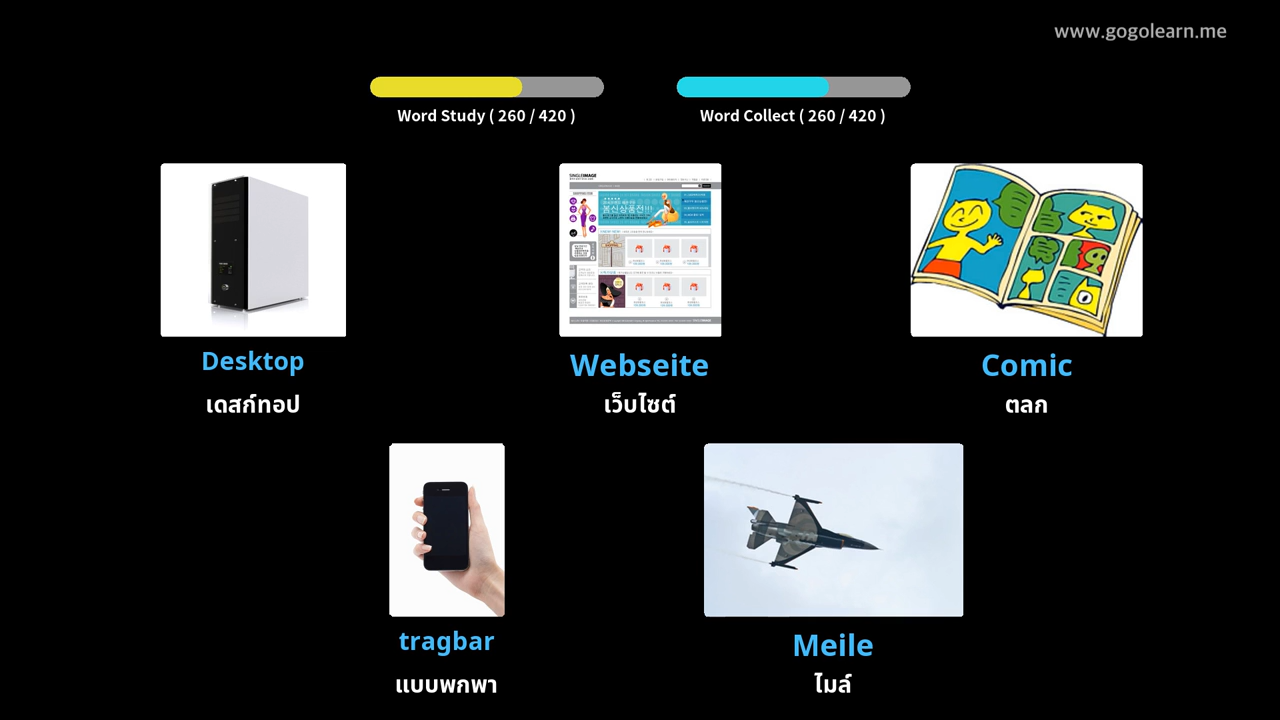 www.gogolearn.me
Word Study ( 260 / 420 )
Word Collect ( 260 / 420 )
Desktop
เดสก์ทอป
Webseite
เว็บไซต์
Comic
ตลก
tragbar
แบบพกพา
Meile
ไมล์